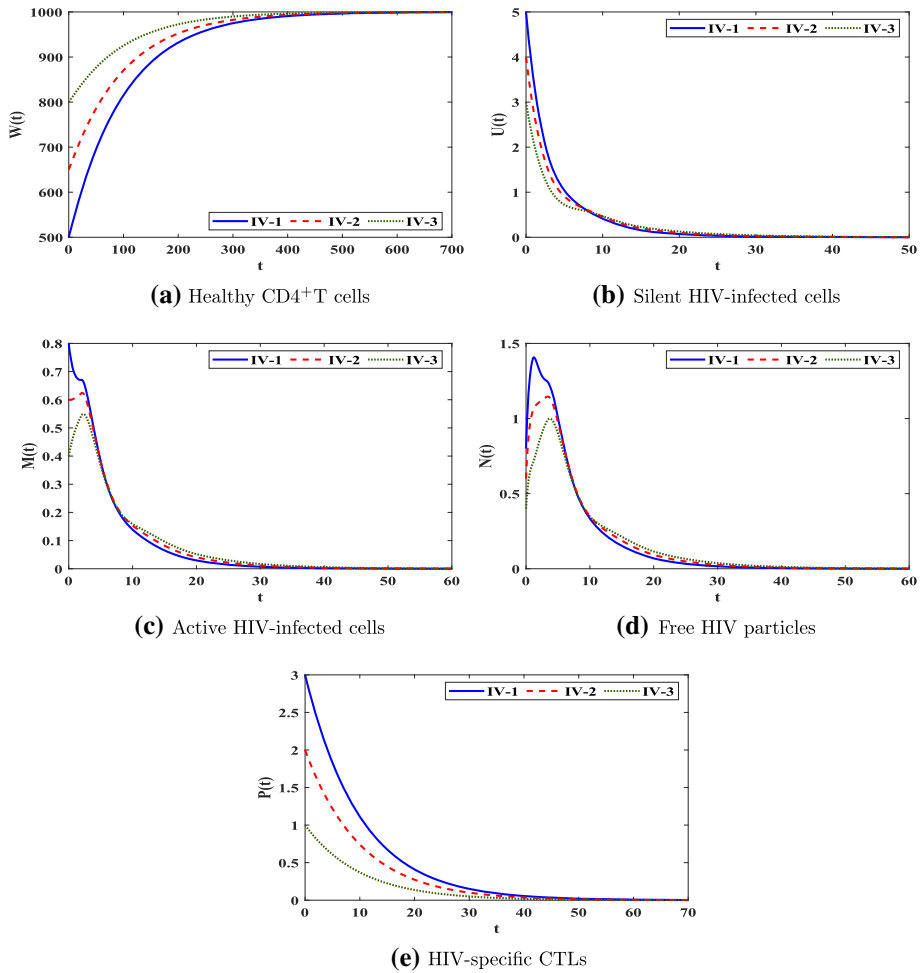 1000
900
800
700
600
500
W(t)
IV-1 IV-2 IV-3
0 100 200 300 400 500 600 700
t
(a) Healthy CD4+T cells
5
4
3
2
1
0
U(t)
IV-1 IV-2 IV-3
0 10 20 30 40 50
t
(b) Silent HIV-infected cells
0.8
0.7
0.6
0.5
0.4
0.3
0.2
0.1
0
M(t)
IV-1 IV-2 IV-3
0 10 20 30 40 50 60
t
(c) Active HIV-infected cells
1.5
1
0.5
0
N(t)
IV-1 IV-2 IV-3
0 10 20 30 40 50 60
t
(d) Free HIV particles
3
2.5
2
1.5
1
0.5
0
P(t)
IV-1 IV-2 IV-3
0 10 20 30 40 50 60 70
t
(e) HIV-specific CTLs